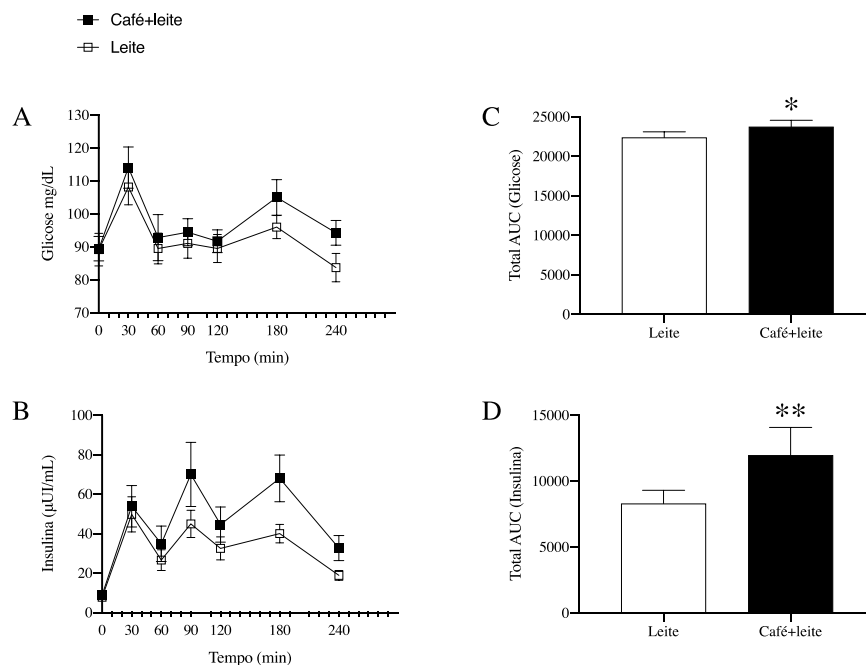 Café+leite
Leite
A
130
120
110
100
90
80
70
Glicose mg/dL
0 30 60 90 120 180 240
Tempo (min)
C
*
25000
20000
15000
10000
5000
0
Total AUC (Glicose)
Leite Café+leite
B
100
80
60
40
20
0
Insulina (µUI/mL)
0 30 60 90 120 180 240
Tempo (min)
D
**
15000
10000
5000
0
Total AUC (Insulina)
Leite Café+leite